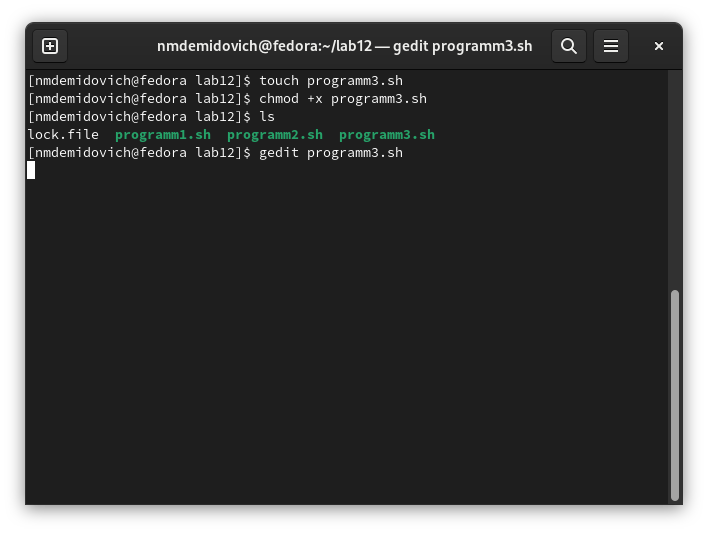 nmdemidovich@fedora:~/lab12 — gedit programm3.sh
[nmdemidovich@fedora lab12]$ touch programm3.sh
[nmdemidovich@fedora lab12]$ chmod +x programm3.sh
[nmdemidovich@fedora lab12]$ ls
lock.file  programm1.sh  programm2.sh  programm3.sh
[nmdemidovich@fedora lab12]$ gedit programm3.sh